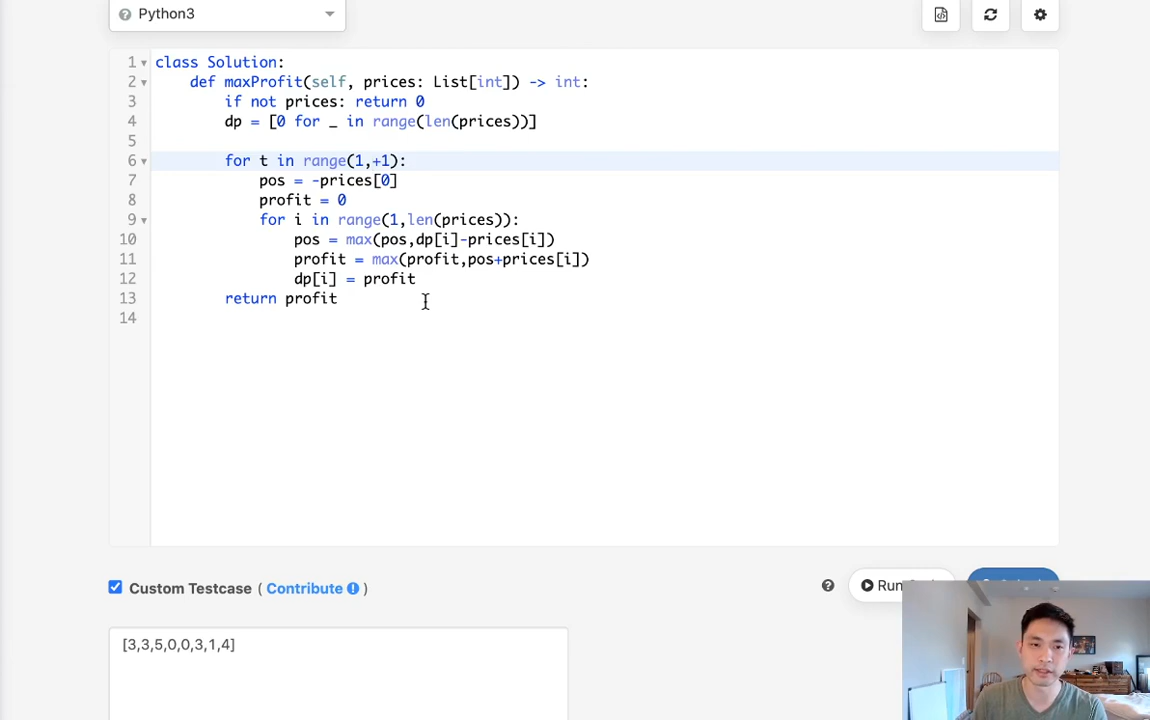 Python3
1 class Solution:
2 def maxProfit(self, prices: List[int]) -> int:
3 if not prices: return 0
4 dp = [0 for _ in range(len(prices))]
5
6 for t in range(1,+1):
7 pos = -prices[0]
8 profit = 0
9 for i in range(1,len(prices)):
10 pos = max(pos,dp[i]-prices[i])
11 profit = max(profit,pos+prices[i])
12 dp[i] = profit
13 return profit
14
Custom Testcase ( Contribute )
Run
[3,3,5,0,0,3,1,4]